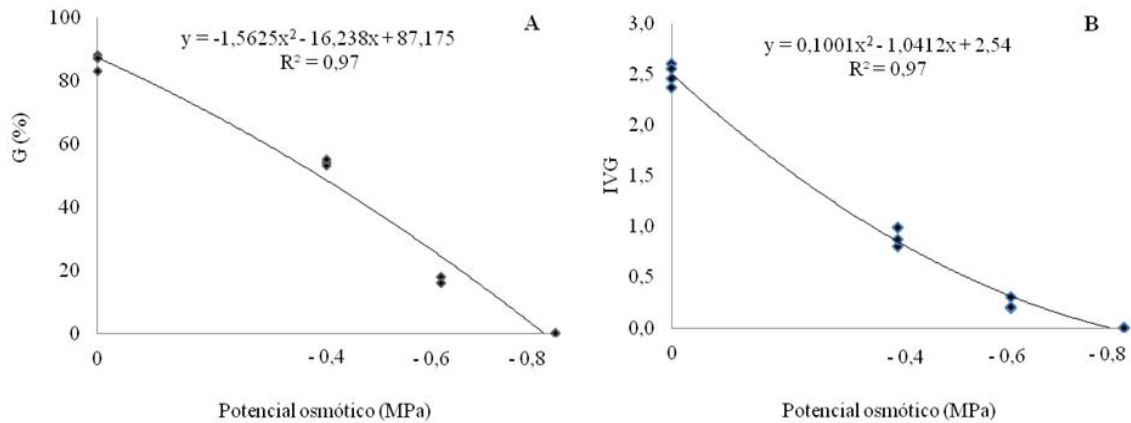 A
y = -1,5625x² - 16,238x + 87,175
R² = 0,97
G (%)
100
80
60
40
20
0
0
- 0,4
- 0,6
- 0,8
Potencial osmótico (MPa)
B
y = 0,1001x² - 1,0412x + 2,54
R² = 0,97
IVG
3,0
2,5
2,0
1,5
1,0
0,5
0,0
0
- 0,4
- 0,6
- 0,8
Potencial osmótico (MPa)